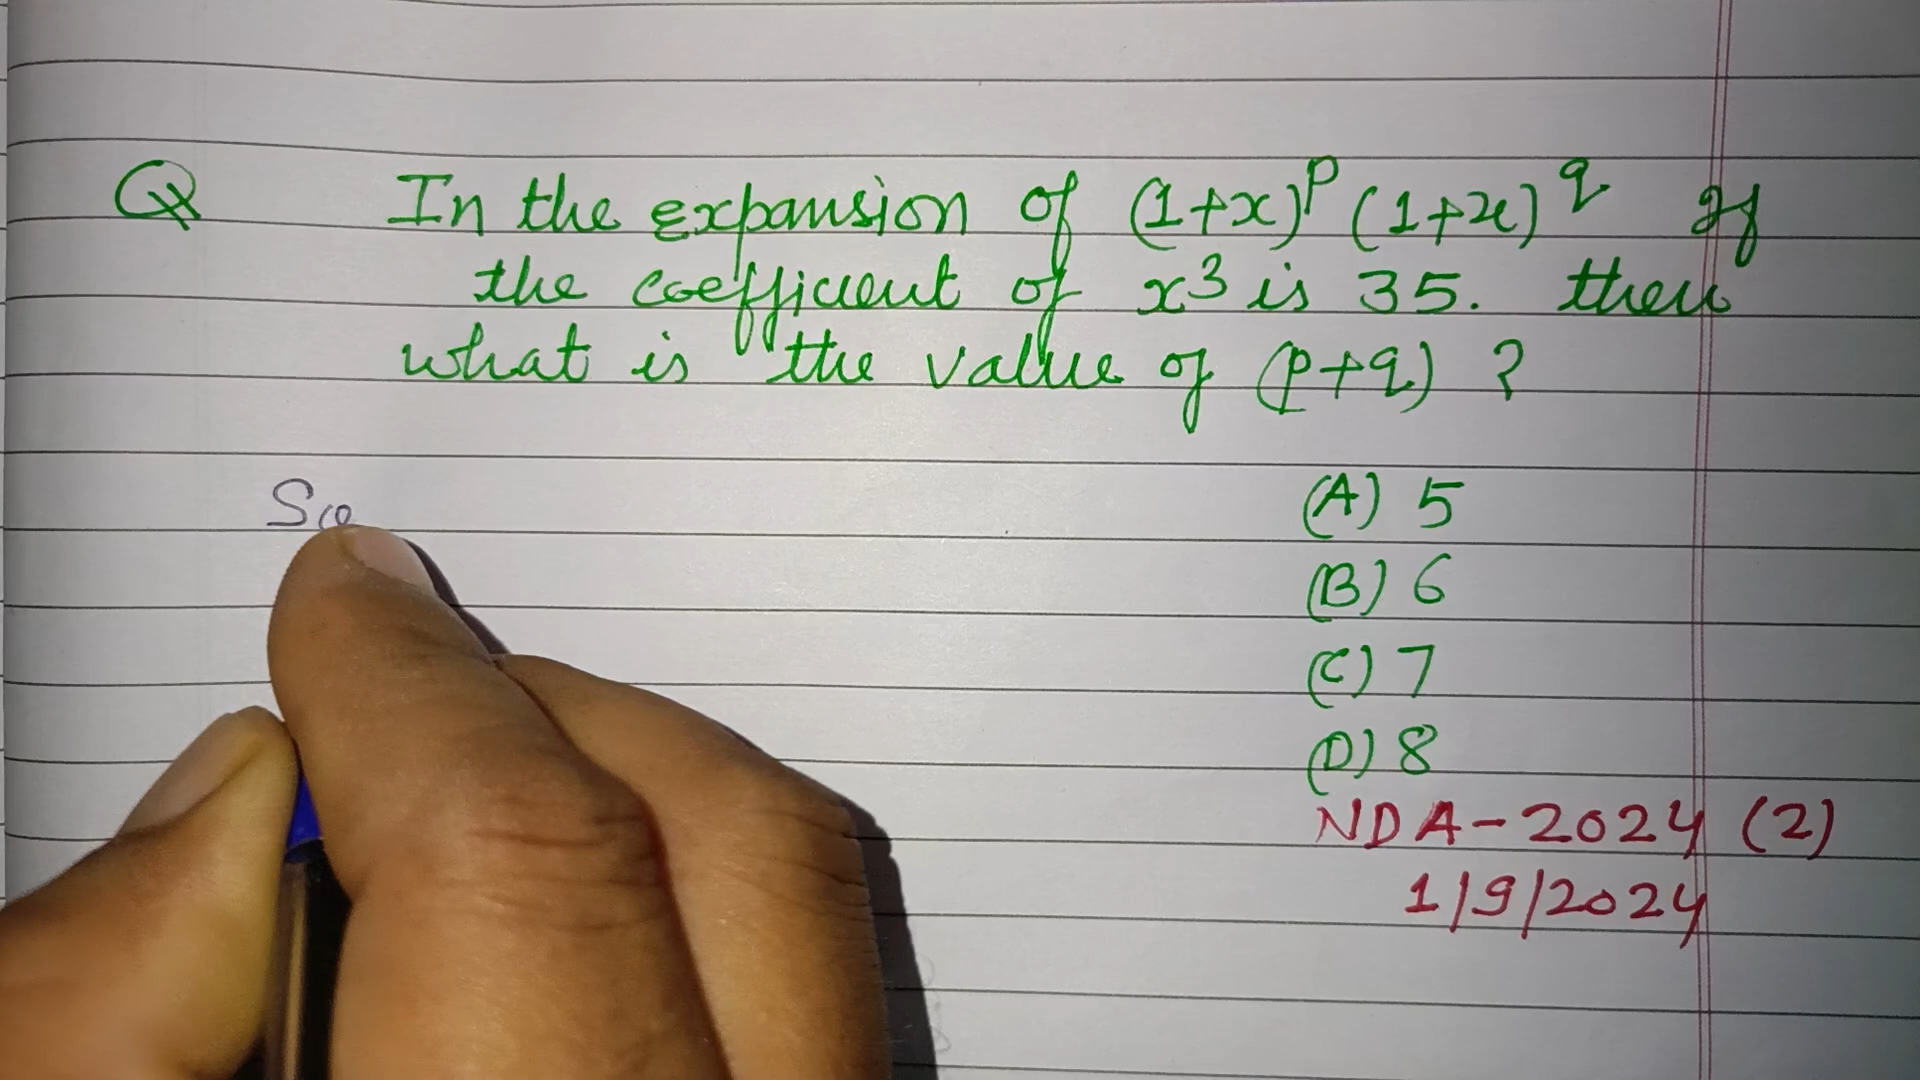 Q In the expansion of (1+x)^p (1+x)^q If
the coefficient of x^3 is 35. then
what is the value of (p+q) ?
So
(A) 5
(B) 6
(C) 7
(D) 8
NDA-2024 (2)
1/9/2024